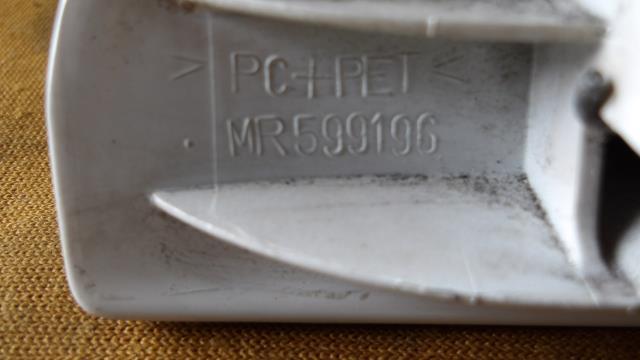 > PC+PET <
. MR599196